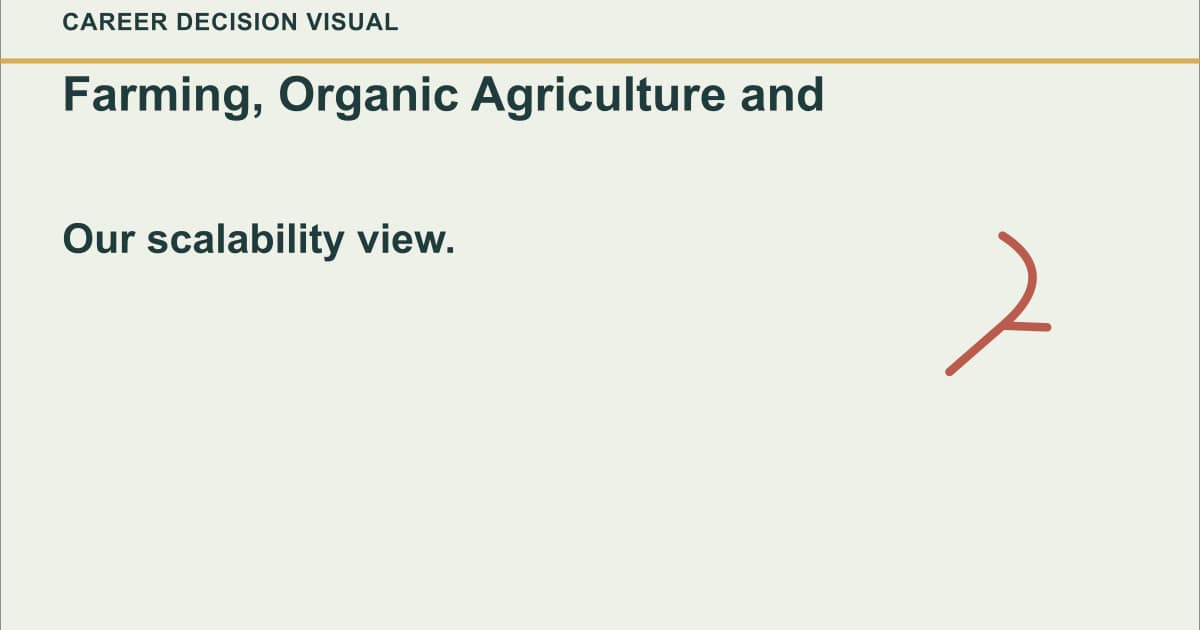 CAREER DECISION VISUAL
Farming, Organic Agriculture and
Our scalability view.